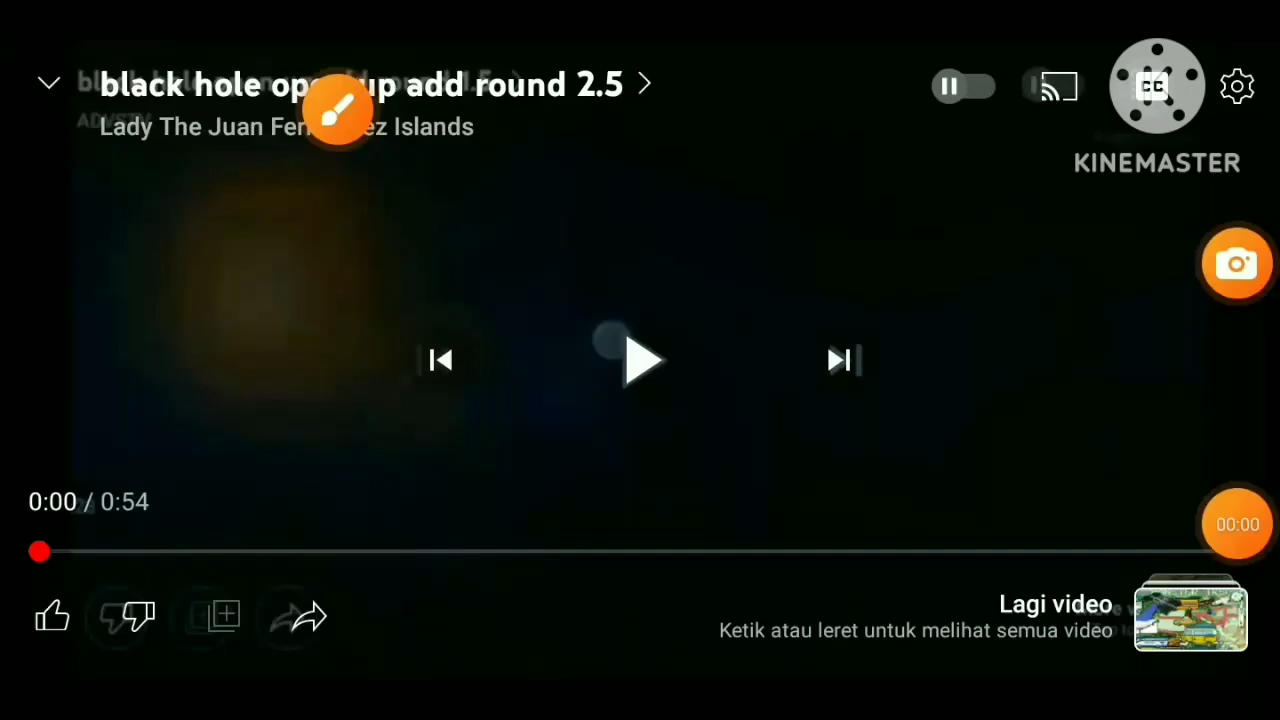 black hole op up add round 2.5
Lady The Juan Fer ez Islands
CC
KINEMASTER
0:00 / 0:54
00:00
Lagi video
Ketik atau leret untuk melihat semua video